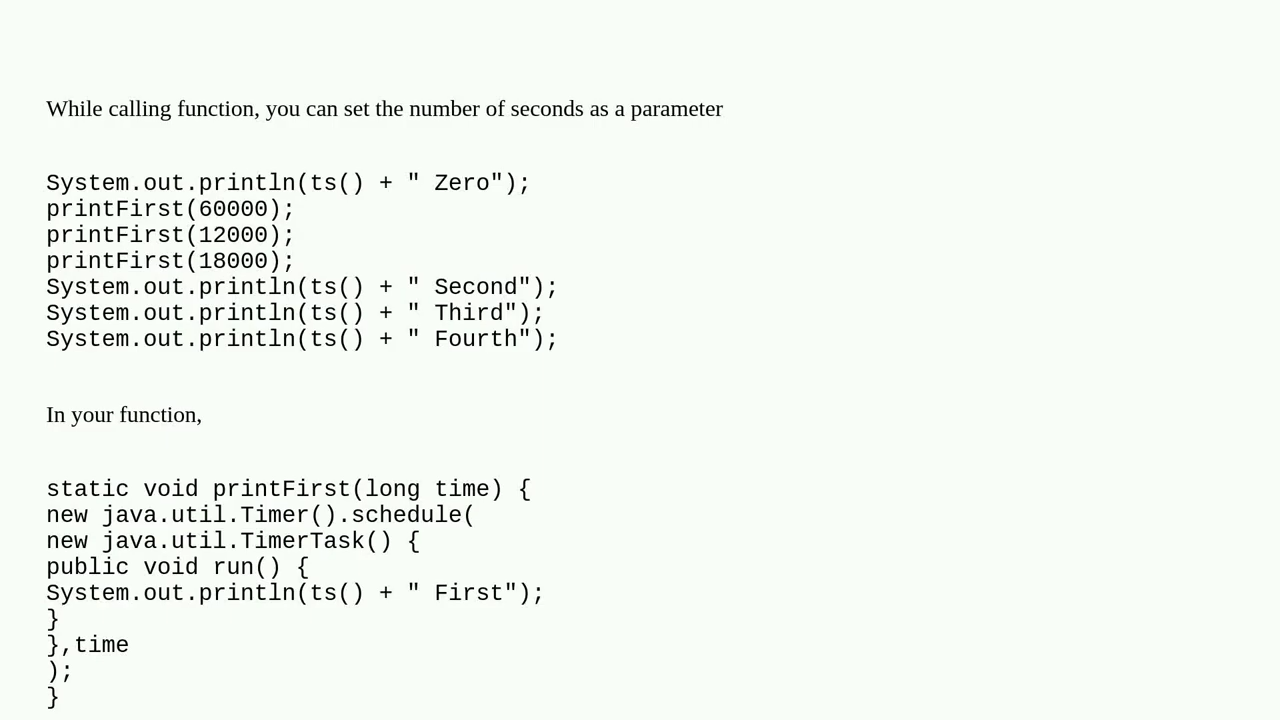 While calling function, you can set the number of seconds as a parameter
System.out.println(ts() + " Zero");
printFirst(60000);
printFirst(12000);
printFirst(18000);
System.out.println(ts() + " Second");
System.out.println(ts() + " Third");
System.out.println(ts() + " Fourth");
In your function,
static void printFirst(long time) {
new java.util.Timer().schedule(
new java.util.TimerTask() {
public void run() {
System.out.println(ts() + " First");
}
},time
);
}